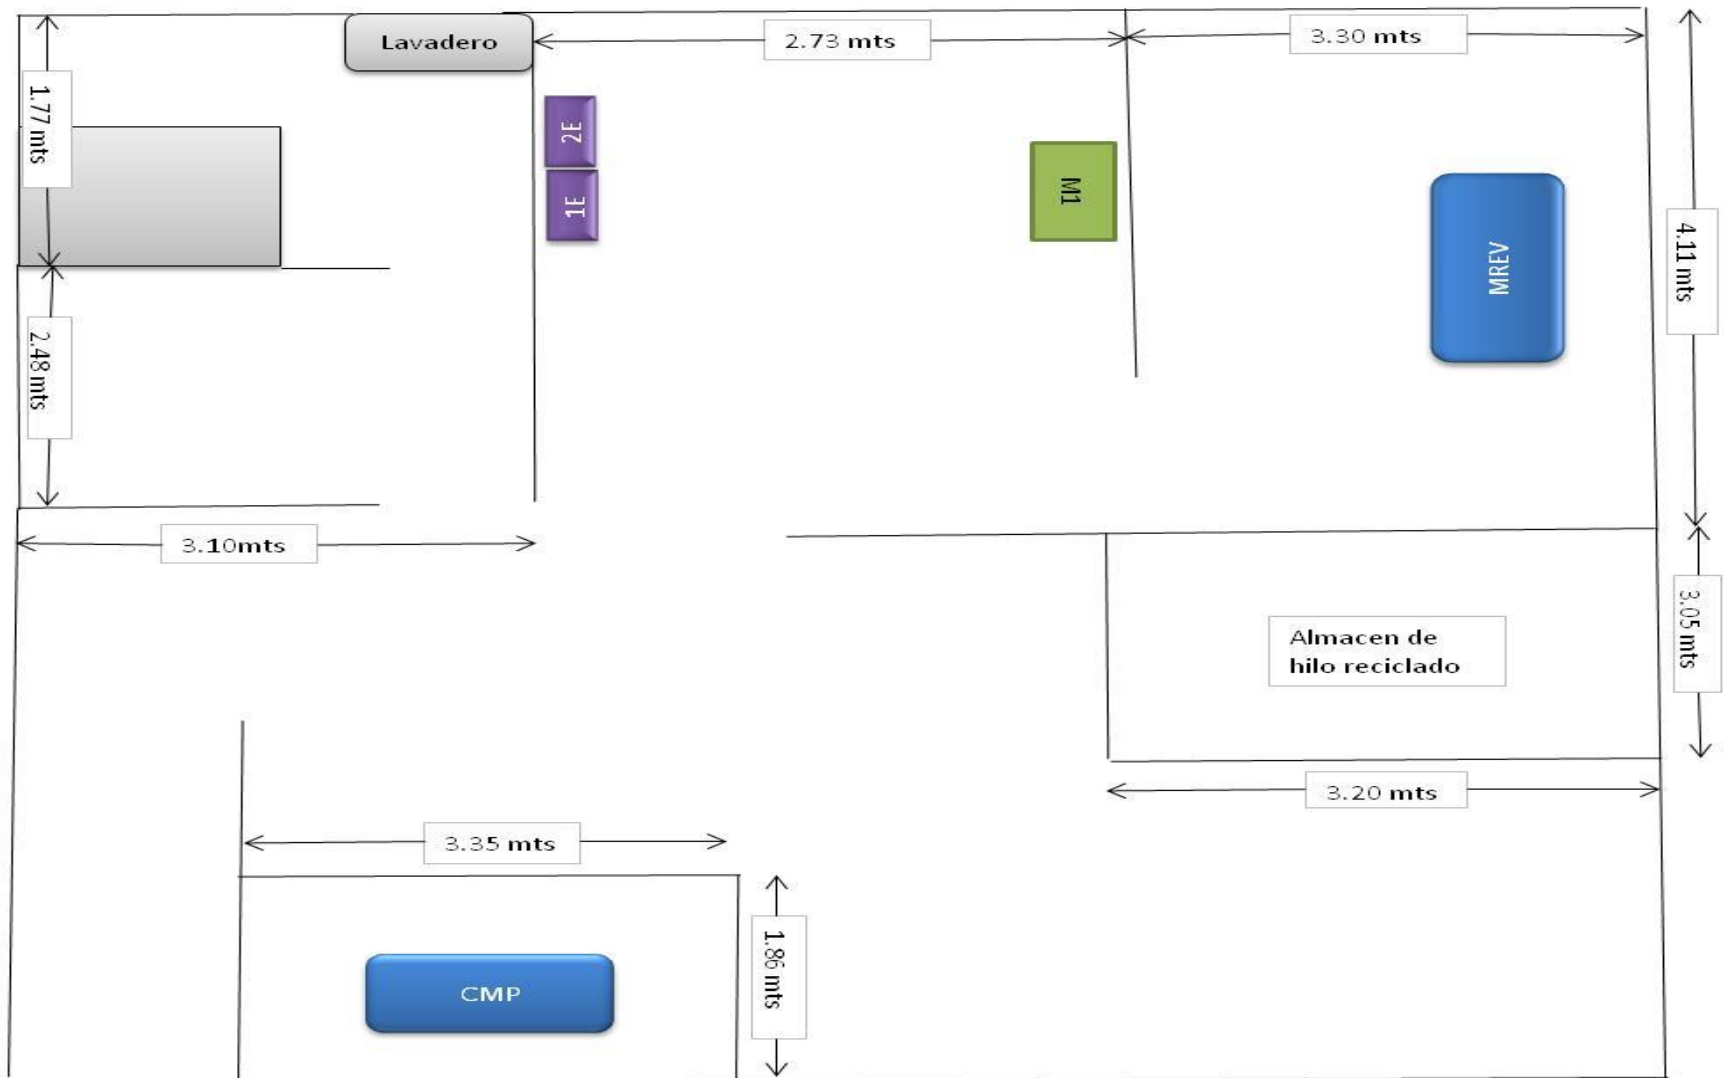 Lavadero
2.73 mts
3.30 mts
1.77 mts
2E
1E
M1
MREV
4.11 mts
2.48 mts
3.10mts
Almacen de
hilo reciclado
3.05 mts
3.20 mts
3.35 mts
1.86 mts
CMP